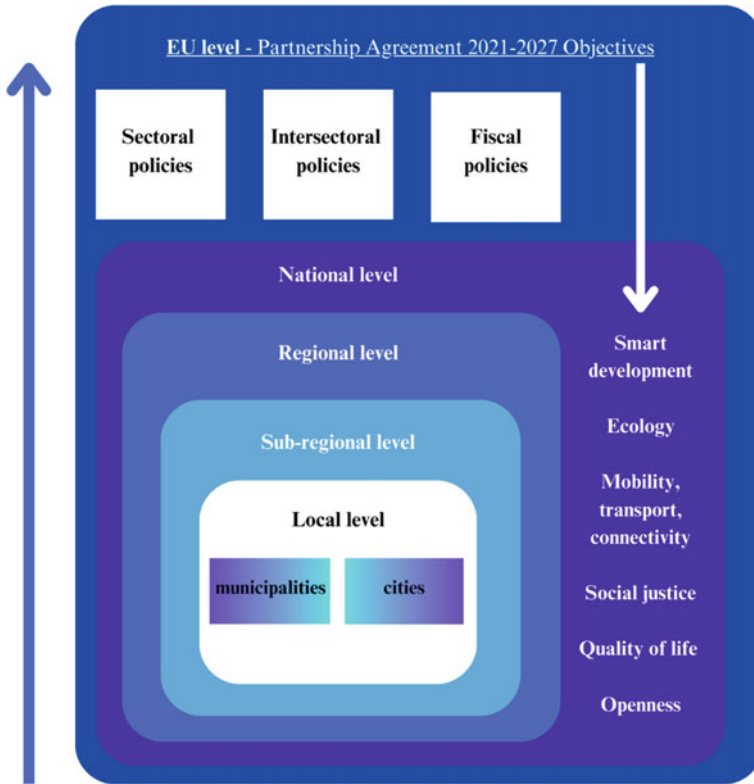 EU level - Partnership Agreement 2021-2027 Objectives
Sectoral
policies
Intersectoral
policies
Fiscal
policies
National level
Regional level
Sub-regional level
Local level
municipalities
cities
Smart
development
Ecology
Mobility,
transport,
connectivity
Social justice
Quality of life
Openness